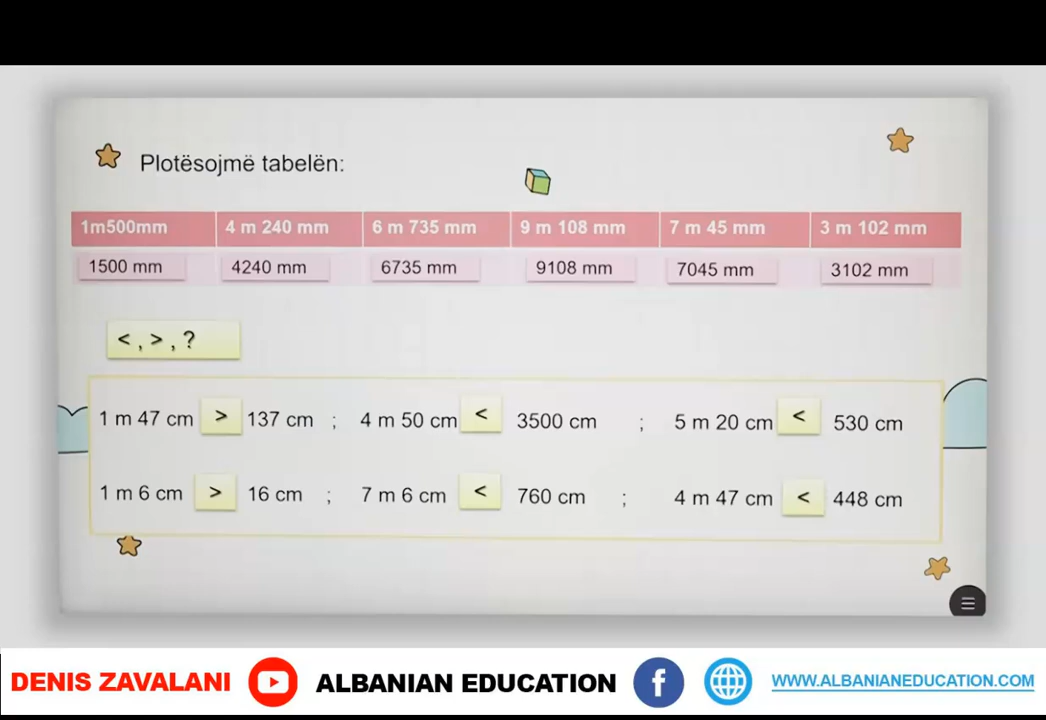 Plotësojmë tabelën:
1m500mm 4 m 240 mm 6 m 735 mm 9 m 108 mm 7 m 45 mm 3 m 102 mm
1500 mm 4240 mm 6735 mm 9108 mm 7045 mm 3102 mm
< , > , ?
1 m 47 cm > 137 cm ; 4 m 50 cm < 3500 cm ; 5 m 20 cm < 530 cm
1 m 6 cm > 16 cm ; 7 m 6 cm < 760 cm ; 4 m 47 cm < 448 cm
DENIS ZAVALANI ALBANIAN EDUCATION f WWW.ALBANIANEDUCATION.COM